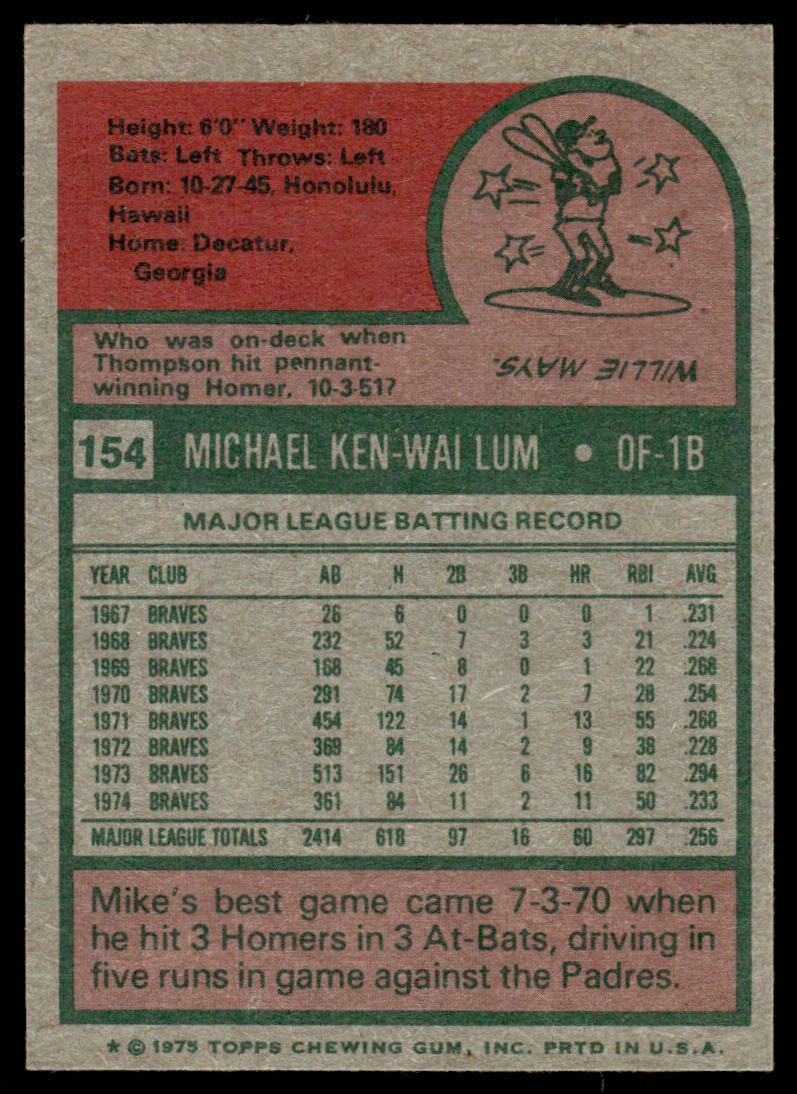 Height: 6'0" Weight: 180
Bats: Left Throws: Left
Born: 10-27-45, Honolulu,
Hawaii
Home: Decatur,
Georgia
Who was on-deck when
Thompson hit pennant-
winning Homer, 10-3-51?
WILLIE MAYS.
154 MICHAEL KEN-WAI LUM • OF-1B
MAJOR LEAGUE BATTING RECORD
YEAR CLUB AB H 2B 3B HR RBI AVG
1967 BRAVES 26 6 0 0 0 1 .231
1968 BRAVES 232 52 7 3 3 21 .224
1969 BRAVES 168 45 8 0 1 22 .268
1970 BRAVES 291 74 17 2 7 28 .254
1971 BRAVES 454 122 14 1 13 55 .268
1972 BRAVES 369 84 14 2 9 38 .228
1973 BRAVES 513 151 26 6 16 82 .294
1974 BRAVES 361 84 11 2 11 50 .233
MAJOR LEAGUE TOTALS 2414 618 97 16 60 297 .256
Mike's best game came 7-3-70 when
he hit 3 Homers in 3 At-Bats, driving in
five runs in game against the Padres.
* © 1975 TOPPS CHEWING GUM, INC. PRTD IN U.S.A.